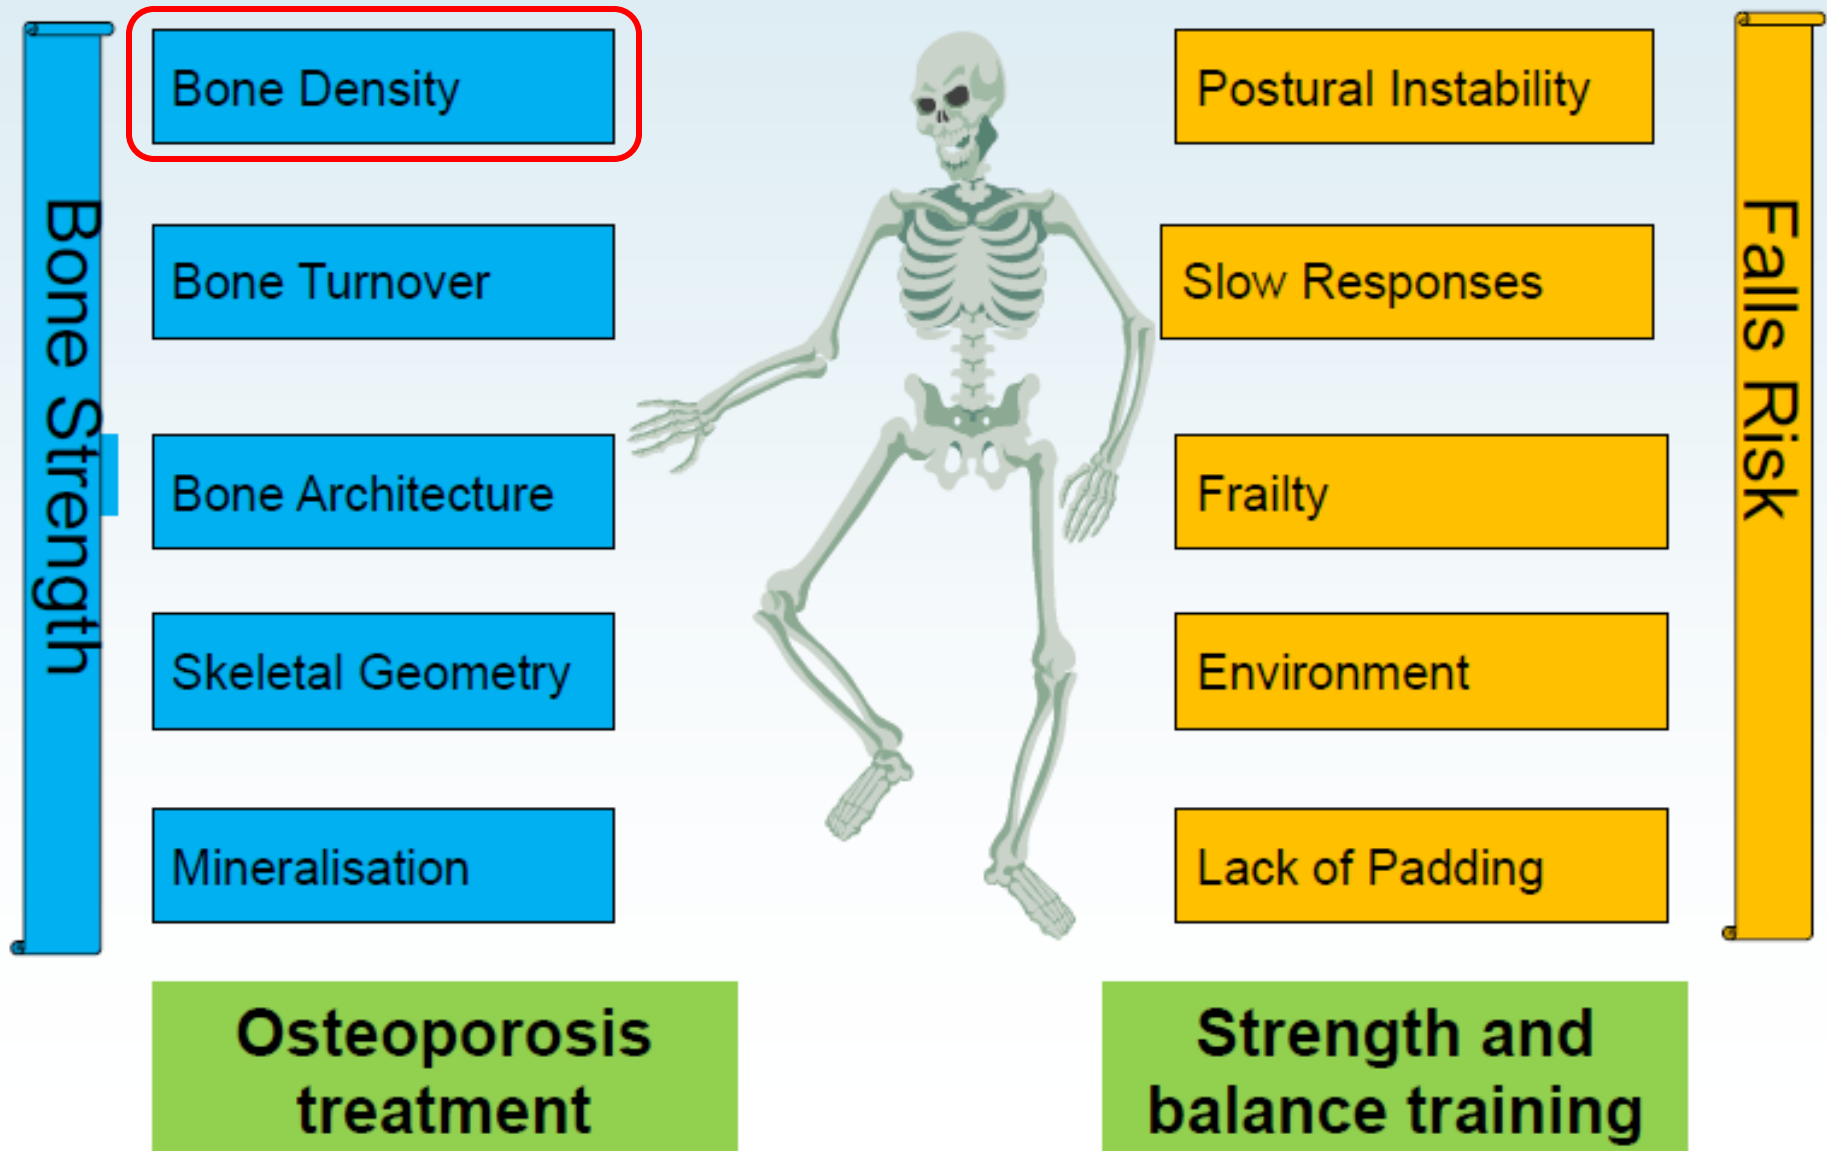 Bone Strength
Bone Density
Bone Turnover
Bone Architecture
Skeletal Geometry
Mineralisation
Osteoporosis
treatment
Postural Instability
Slow Responses
Frailty
Environment
Lack of Padding
Falls Risk
Strength and
balance training